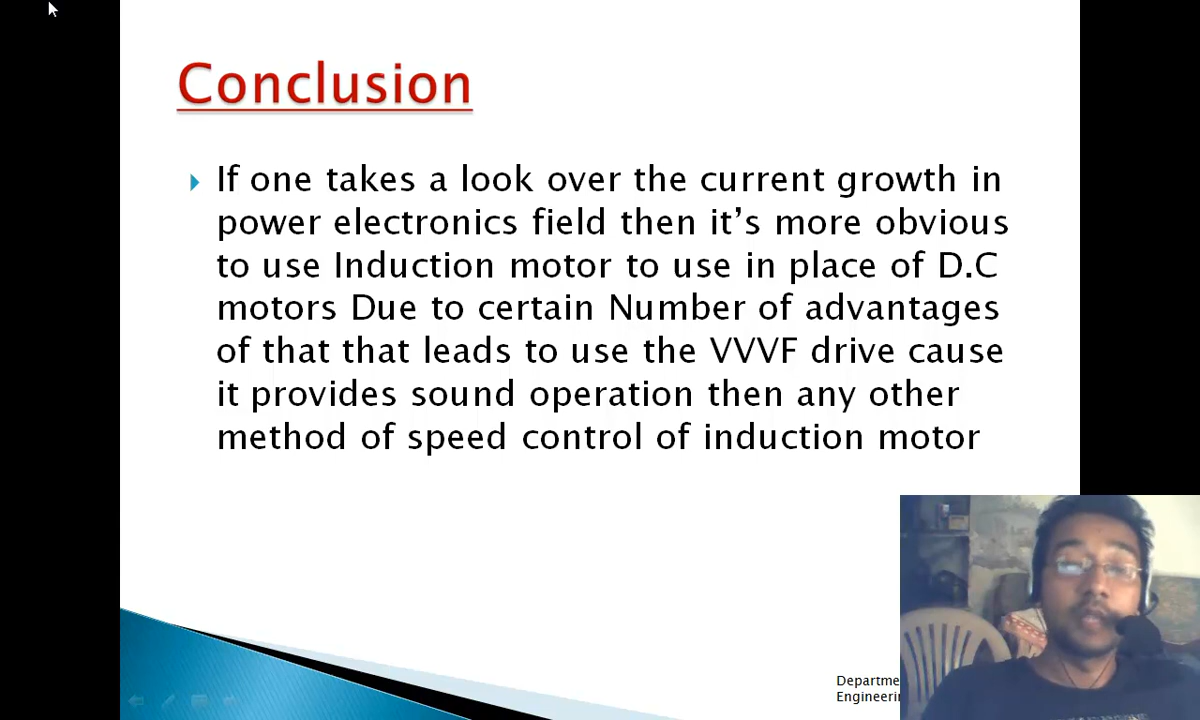 Conclusion
If one takes a look over the current growth in
power electronics field then it's more obvious
to use Induction motor to use in place of D.C
motors Due to certain Number of advantages
of that that leads to use the VVVF drive cause
it provides sound operation then any other
method of speed control of induction motor